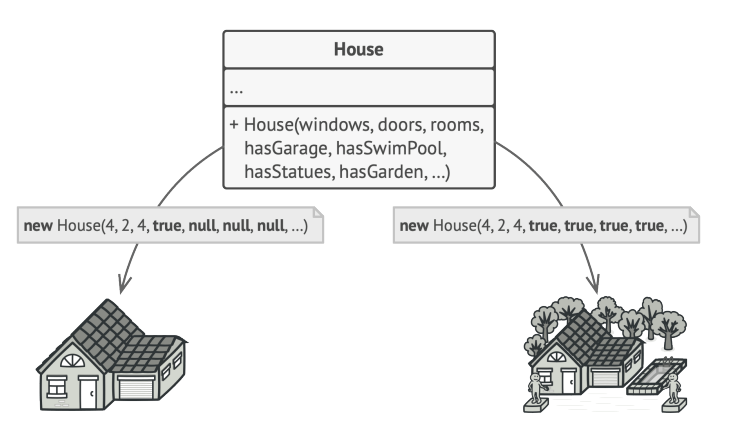 House
...
+ House(windows, doors, rooms,
hasGarage, hasSwimPool,
hasStatues, hasGarden, ...)
new House(4, 2, 4, true, null, null, null, ...)
new House(4, 2, 4, true, true, true, true, ...)